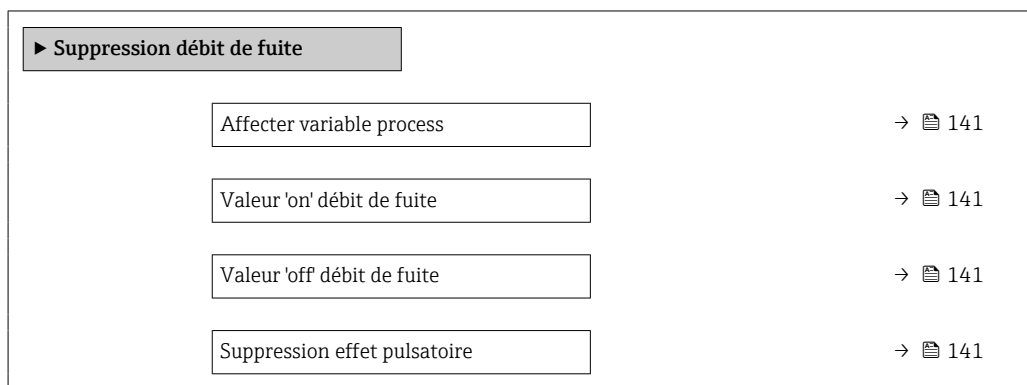 ► Suppression débit de fuite
Affecter variable process → 141
Valeur 'on' débit de fuite → 141
Valeur 'off' débit de fuite → 141
Suppression effet pulsatoire → 141